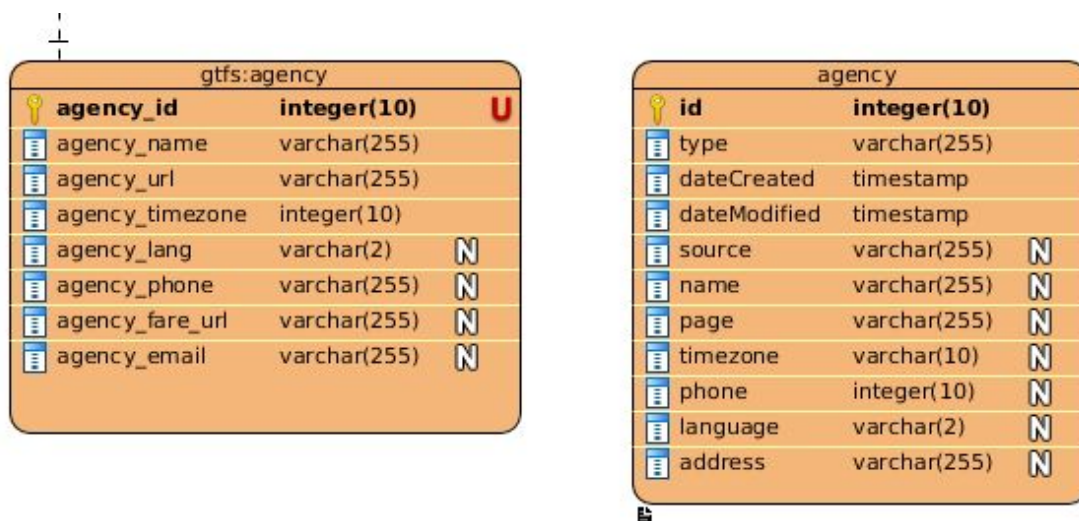 gtfs:agency
agency_id integer(10) U
agency_name varchar(255)
agency_url varchar(255)
agency_timezone integer(10)
agency_lang varchar(2) N
agency_phone varchar(255) N
agency_fare_url varchar(255) N
agency_email varchar(255) N
agency
id integer(10)
type varchar(255)
dateCreated timestamp
dateModified timestamp
source varchar(255) N
name varchar(255) N
page varchar(255) N
timezone varchar(10) N
phone integer(10) N
language varchar(2) N
address varchar(255) N